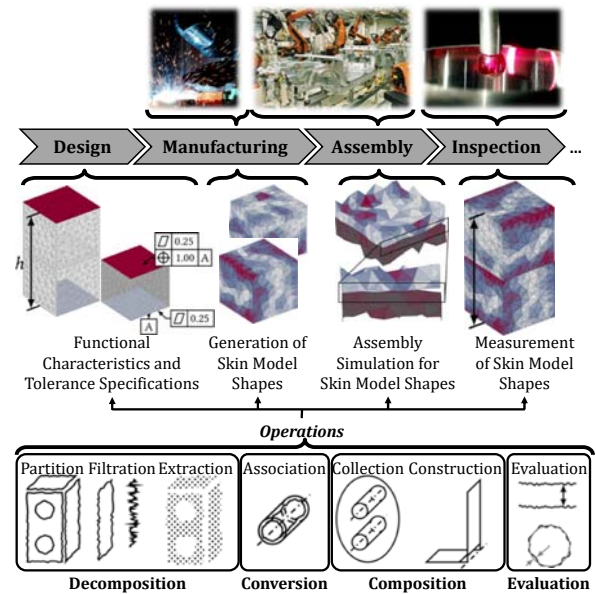 Design Manufacturing Assembly Inspection ...
h
▱ 0.25
⌖ 1.00 A
A
▱ 0.25
Functional
Characteristics and
Tolerance Specifications
Generation of
Skin Model
Shapes
Assembly
Simulation for
Skin Model Shapes
Measurement
of Skin Model
Shapes
Operations
Partition Filtration Extraction Association Collection Construction Evaluation
Decomposition Conversion Composition Evaluation